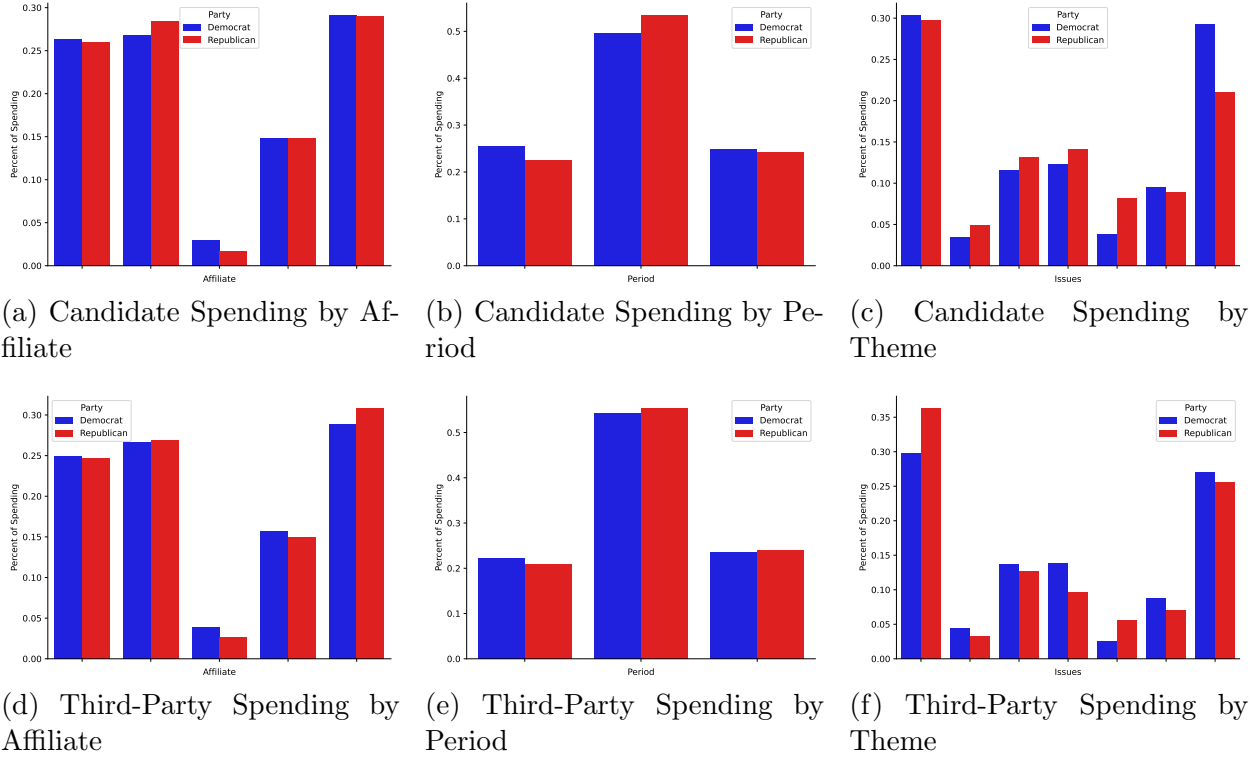 0.30
0.25
0.20
0.15
0.10
0.05
0.00
Percent of Spending
Party
Democrat
Republican
Affiliate
(a) Candidate Spending by Af-
filiate
0.5
0.4
0.3
0.2
0.1
0.0
Percent of Spending
Party
Democrat
Republican
Period
(b) Candidate Spending by Pe-
riod
0.30
0.25
0.20
0.15
0.10
0.05
0.00
Percent of Spending
Party
Democrat
Republican
Issues
(c) Candidate Spending by
Theme
0.30
0.25
0.20
0.15
0.10
0.05
0.00
Percent of Spending
Party
Democrat
Republican
Affiliate
(d) Third-Party Spending by
Affiliate
0.5
0.4
0.3
0.2
0.1
0.0
Percent of Spending
Party
Democrat
Republican
Period
(e) Third-Party Spending by
Period
0.35
0.30
0.25
0.20
0.15
0.10
0.05
0.00
Percent of Spending
Party
Democrat
Republican
Issues
(f) Third-Party Spending by
Theme